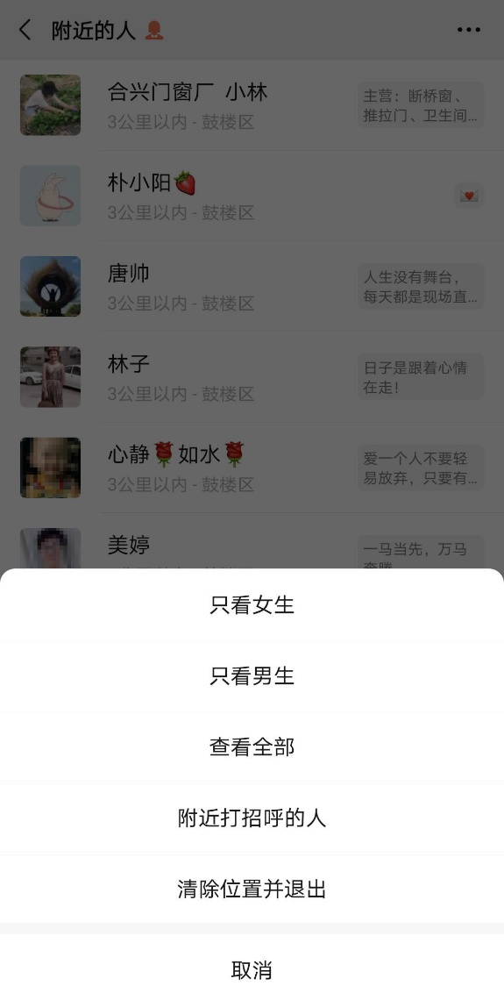 附近的人
合兴门窗厂 小林
3公里以内 - 鼓楼区
主营：断桥窗、
推拉门、卫生间...
朴小阳🍓
3公里以内 - 鼓楼区
💌
唐帅
3公里以内 - 鼓楼区
人生没有舞台，
每天都是现场直...
林子
3公里以内 - 鼓楼区
日子是跟着心情
在走！
心静🌹如水🌹
3公里以内 - 鼓楼区
爱一个人不要轻
易放弃，只要有...
美婷
一马当先，万马
只看女生
只看男生
查看全部
附近打招呼的人
清除位置并退出
取消